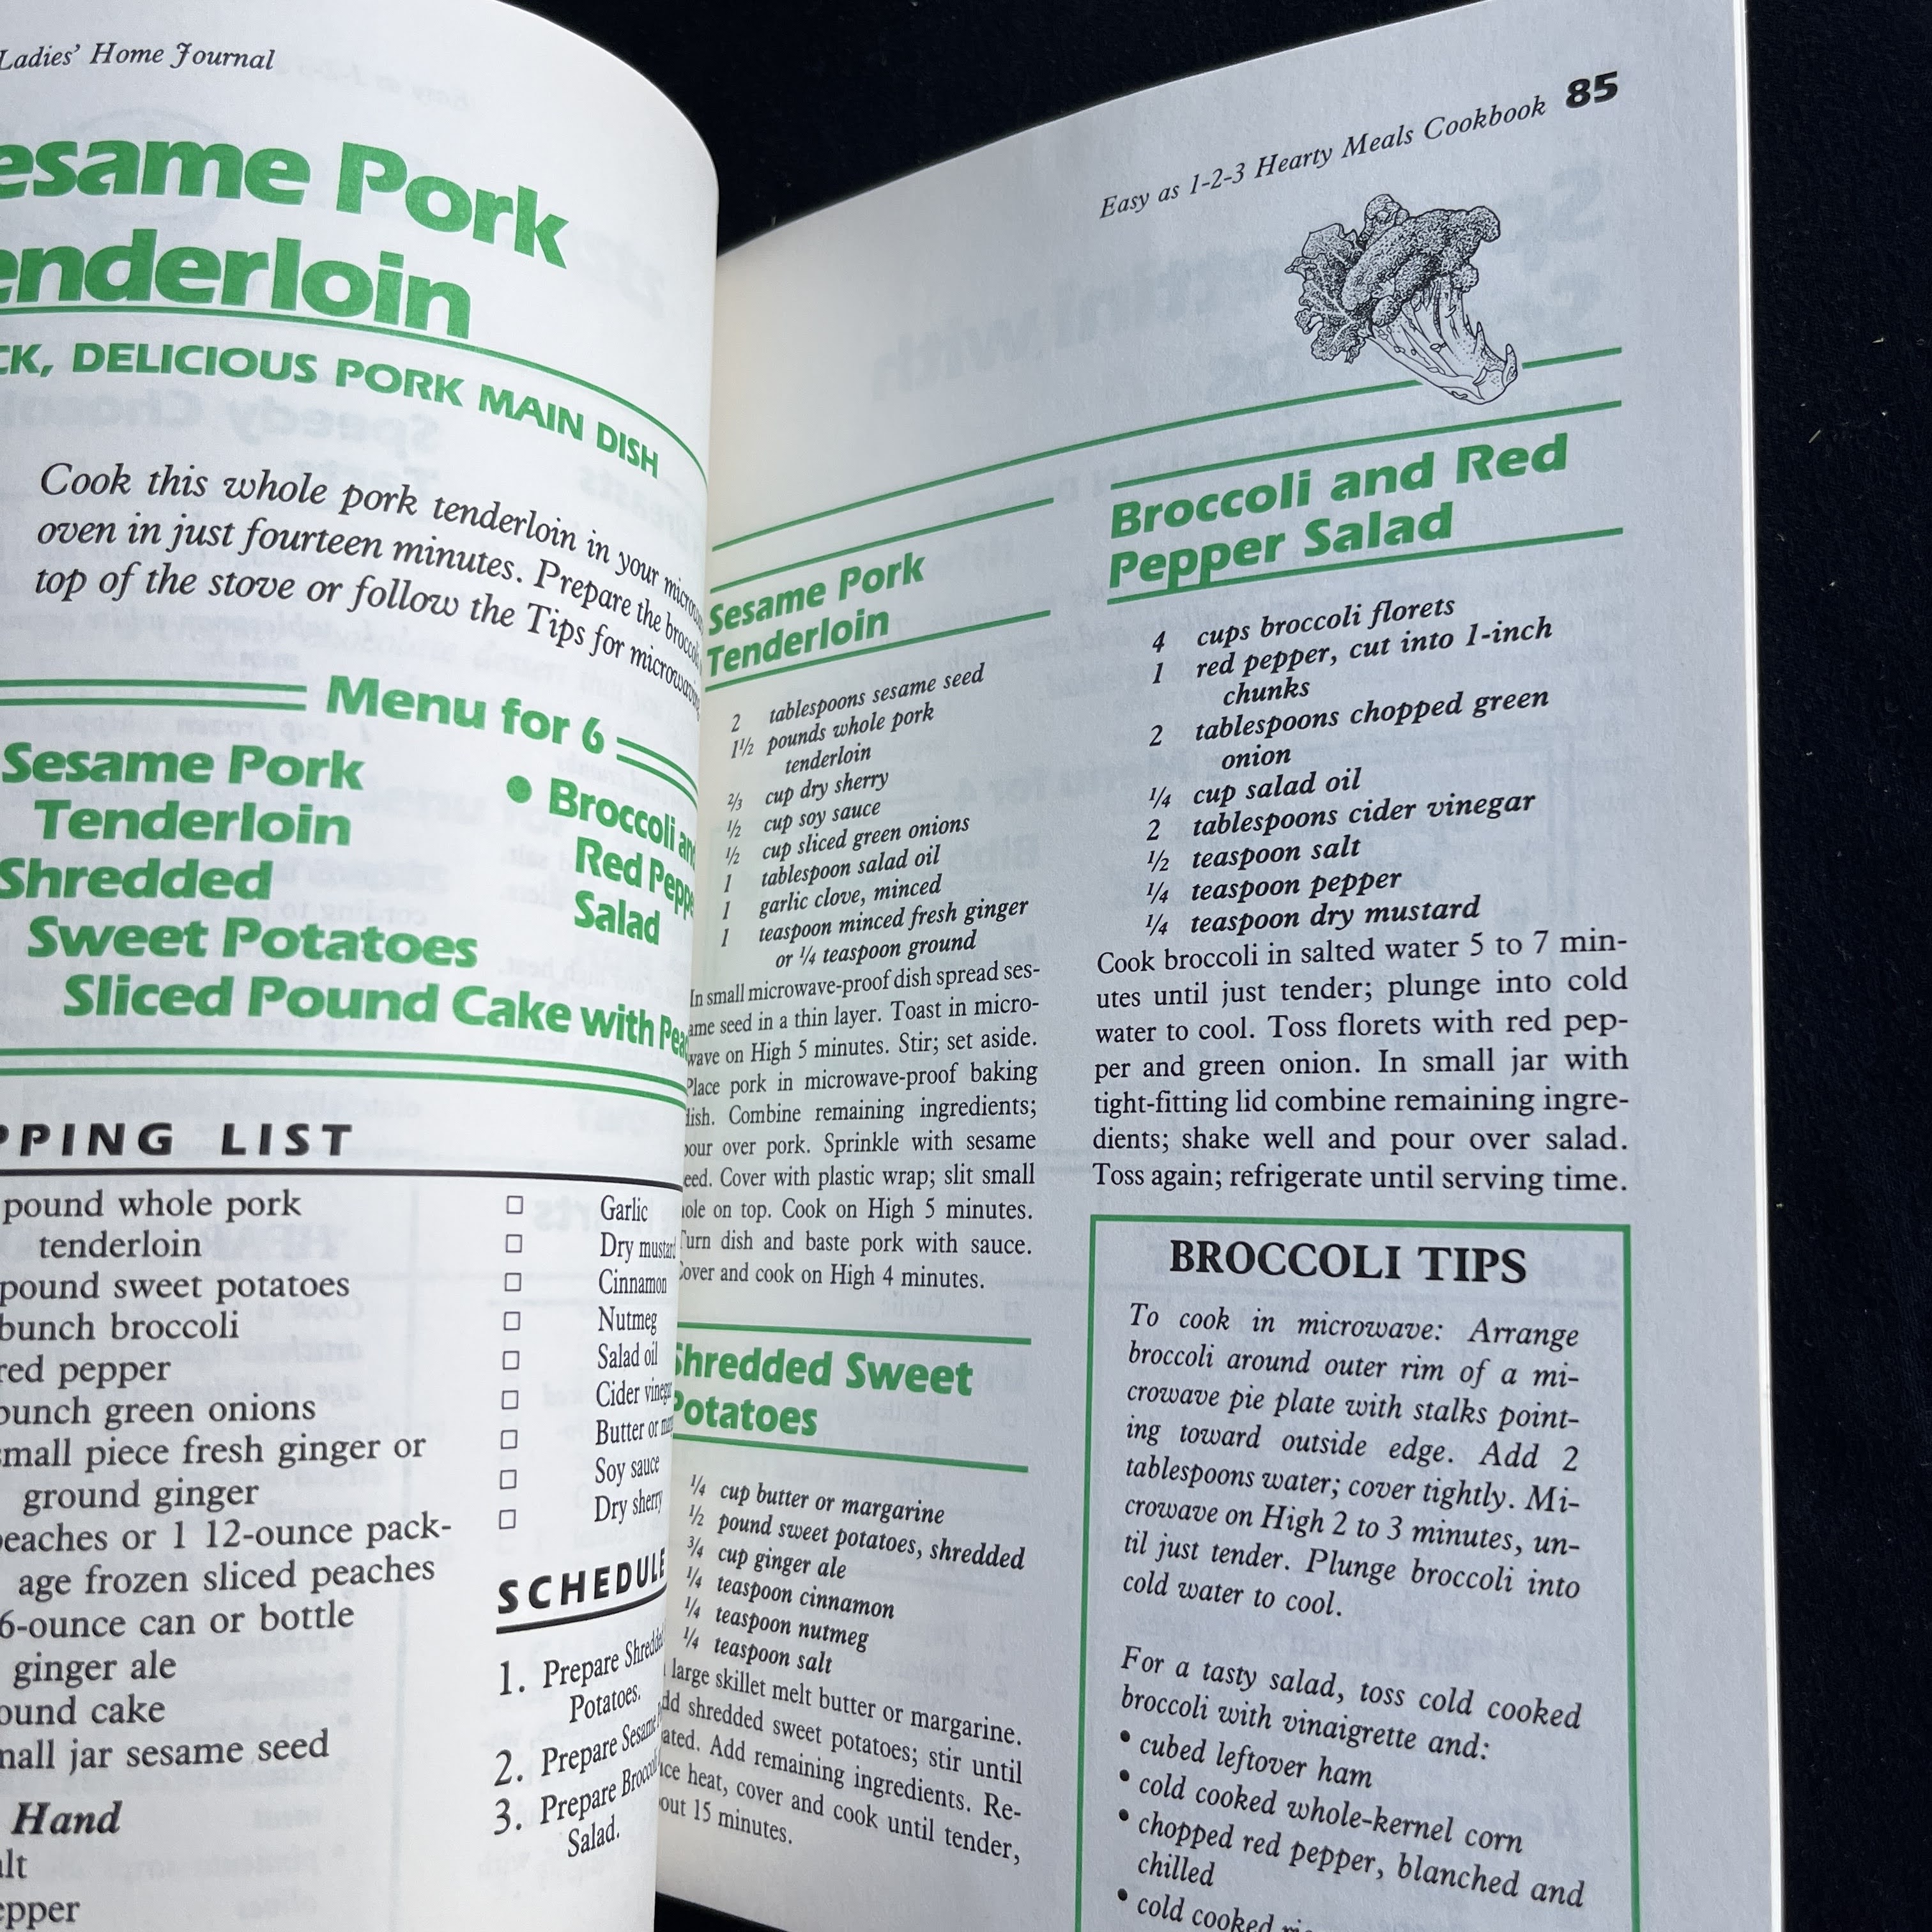 Ladies' Home Journal
Pork
CK, DELICIOUS PORK MAIN DISH
Cook this whole pork tenderloin in your
oven in just fourteen minutes. Prepare the
top of the stove or follow the Tips for
Menu for 6
Sesame Pork
Tenderloin
Shredded
Sweet Potatoes
Sliced Pound Cake with
• Broccoli
Red
Salad
LIST
pound whole pork
tenderloin
pound sweet potatoes
bunch broccoli
red pepper
bunch green onions
small piece fresh ginger or
ground ginger
peaches or 1 12-ounce pack-
age frozen sliced peaches
6-ounce can or bottle
ginger ale
cake
jar sesame seed
Hand
☐ Garlic
☐ Dry mustard
☐ Cinnamon
☐ Nutmeg
☐ Salad oil
☐ Cider
☐ Butter or
☐ Soy sauce
☐ Dry sherry
SCHEDULE
1. Prepare
Potatoes.
2. Prepare Sesame
3. Prepare
Salad.
Easy as 1-2-3 Hearty Meals Cookbook 85
Sesame Pork
Tenderloin
2 tablespoons sesame seed
1½ pounds whole pork
tenderloin
⅔ cup dry sherry
½ cup soy sauce
½ cup sliced green onions
1 tablespoon salad oil
1 garlic clove, minced
1 teaspoon minced fresh ginger
or ¼ teaspoon ground
In small microwave-proof dish spread ses-
ame seed in a thin layer. Toast in micro-
wave on High 5 minutes. Stir; set aside.
Place pork in microwave-proof baking
dish. Combine remaining ingredients;
pour over pork. Sprinkle with sesame
seed. Cover with plastic wrap; slit small
hole on top. Cook on High 5 minutes.
Turn dish and baste pork with sauce.
Cover and cook on High 4 minutes.
Shredded Sweet
Potatoes
¼ cup butter or margarine
½ pound sweet potatoes, shredded
¾ cup ginger ale
¼ teaspoon cinnamon
¼ teaspoon nutmeg
¼ teaspoon salt
large skillet melt butter or margarine.
shredded sweet potatoes; stir until
Add remaining ingredients. Re-
heat, cover and cook until tender,
15 minutes.
Broccoli and Red
Pepper Salad
4 cups broccoli florets
1 red pepper, cut into 1-inch
chunks
2 tablespoons chopped green
onion
¼ cup salad oil
2 tablespoons cider vinegar
½ teaspoon salt
¼ teaspoon pepper
¼ teaspoon dry mustard
Cook broccoli in salted water 5 to 7 min-
utes until just tender; plunge into cold
water to cool. Toss florets with red pep-
per and green onion. In small jar with
tight-fitting lid combine remaining ingre-
dients; shake well and pour over salad.
Toss again; refrigerate until serving time.
BROCCOLI TIPS
To cook in microwave: Arrange
broccoli around outer rim of a mi-
crowave pie plate with stalks point-
ing toward outside edge. Add 2
tablespoons water; cover tightly. Mi-
crowave on High 2 to 3 minutes, un-
til just tender. Plunge broccoli into
cold water to cool.
For a tasty salad, toss cold cooked
broccoli with vinaigrette and:
• cubed leftover ham
• cold cooked whole-kernel corn
• chopped red pepper, blanched and
chilled
• cold cooked